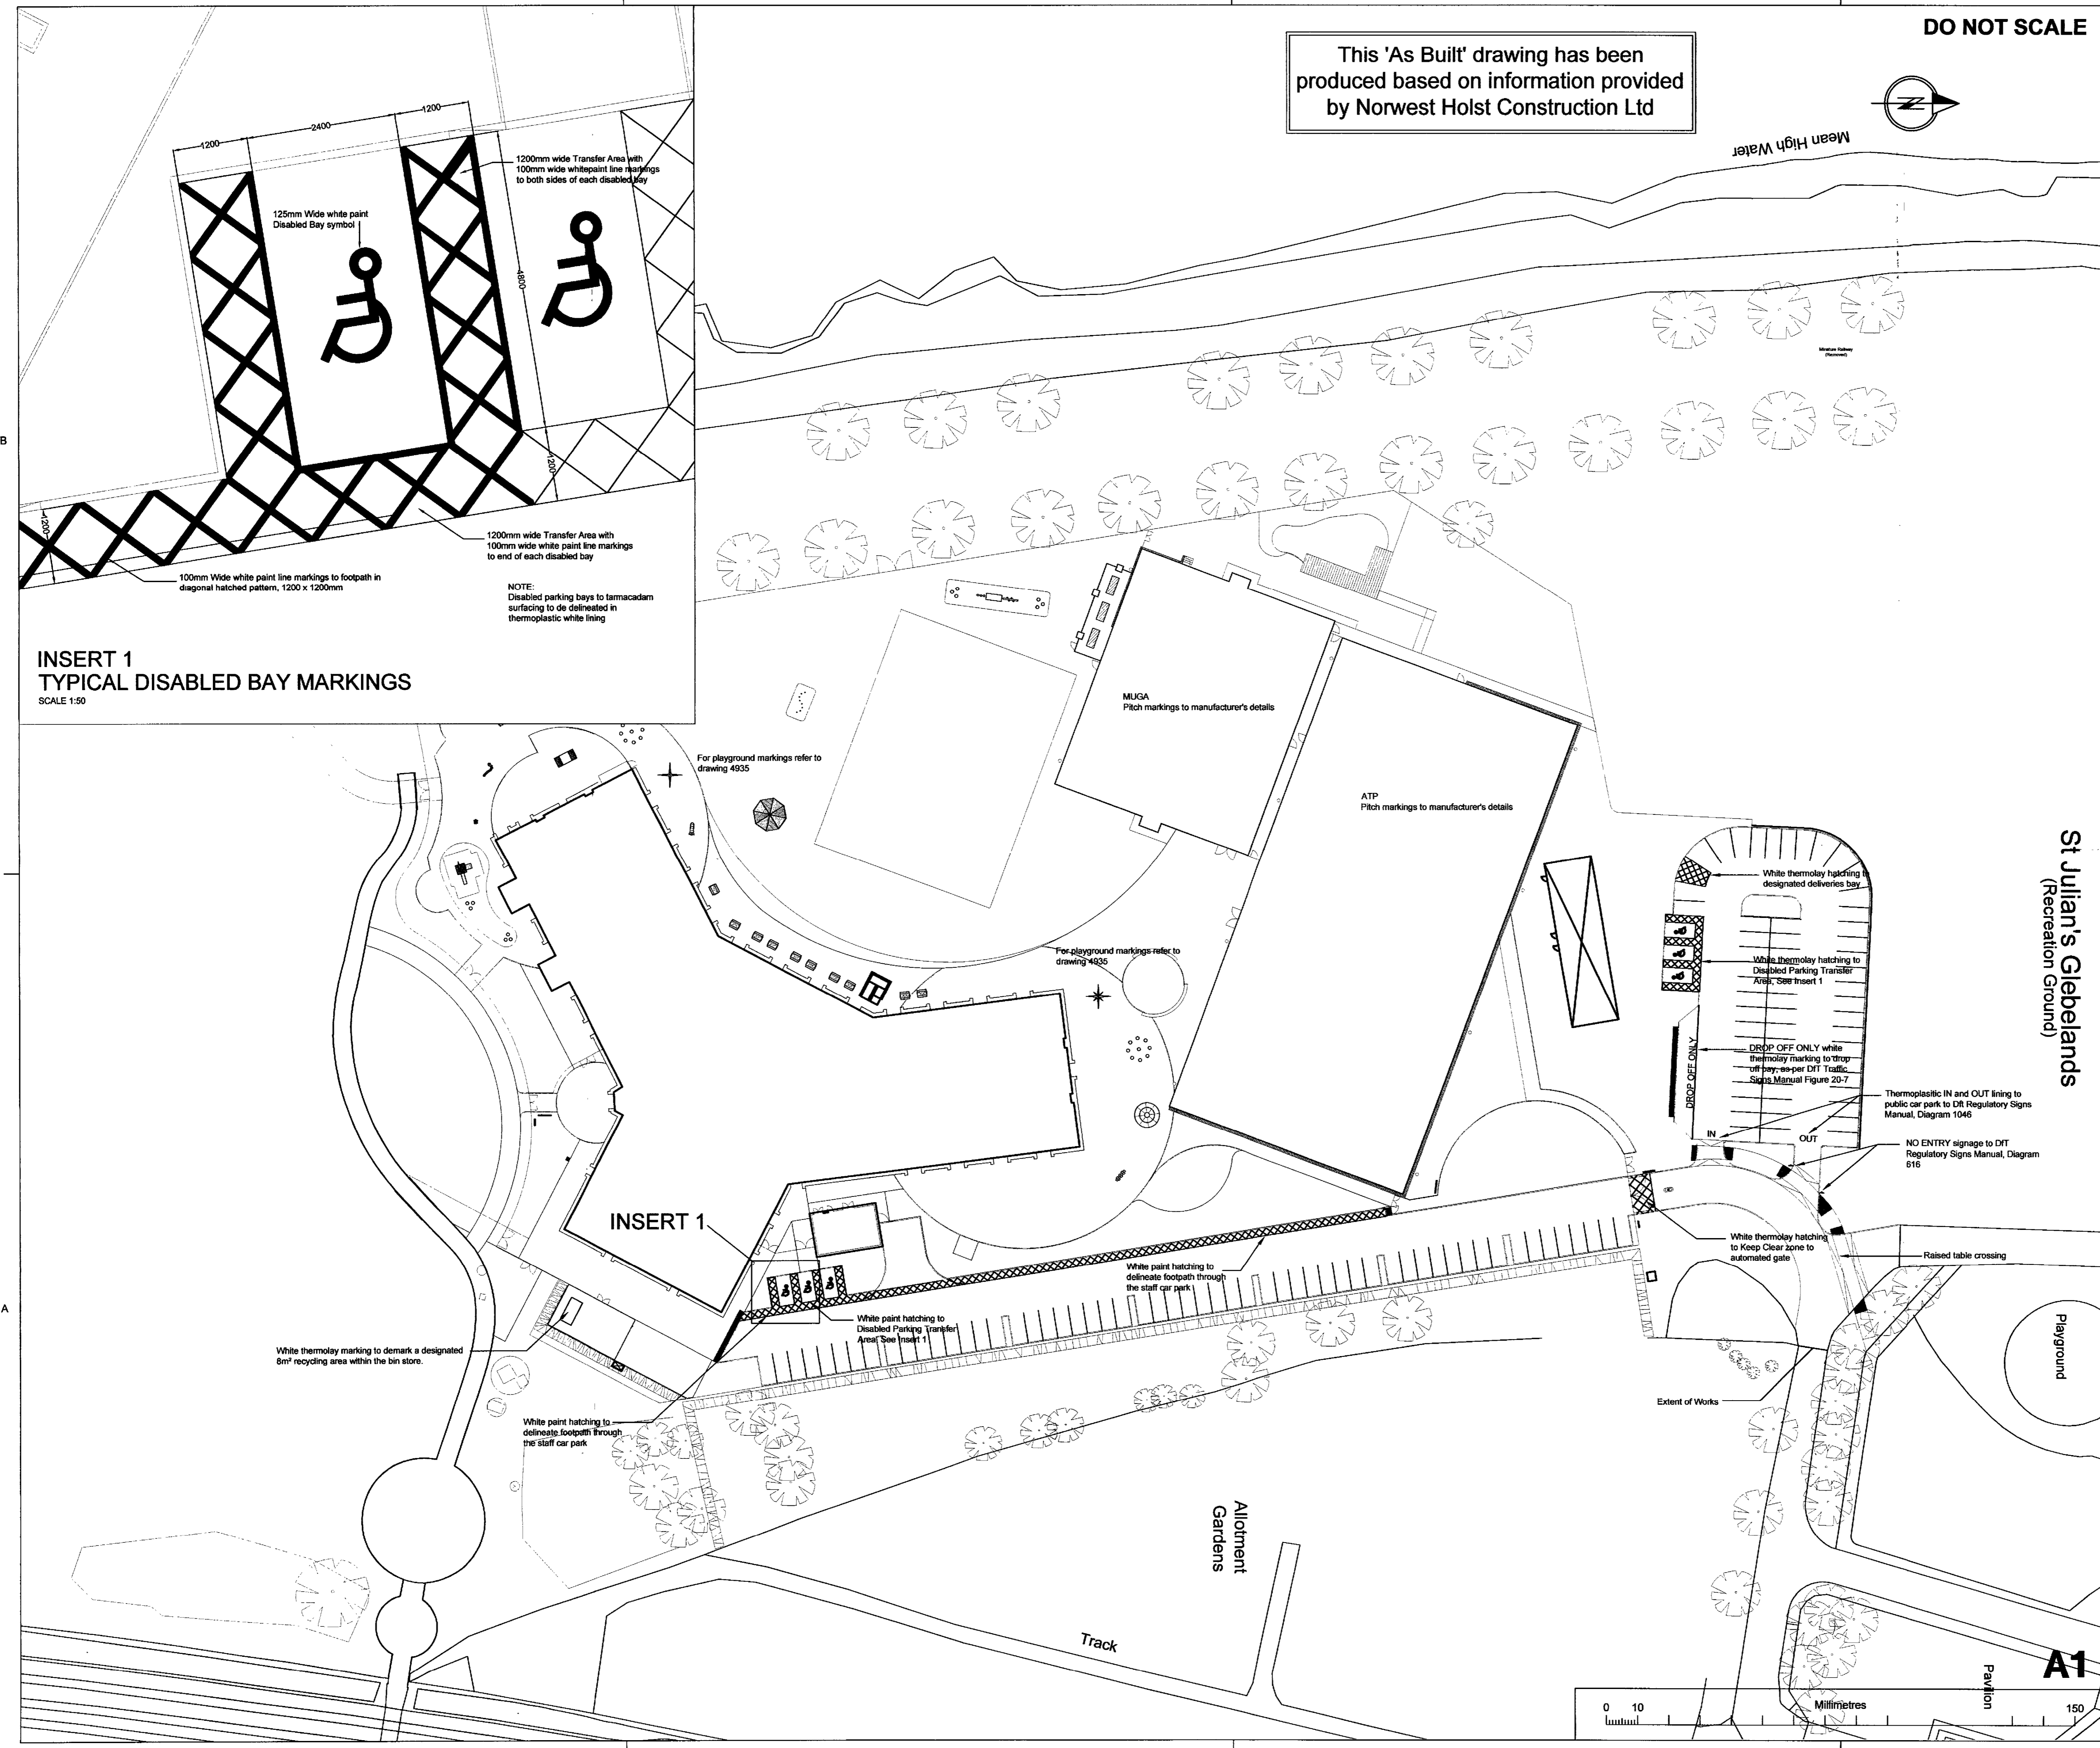 DO NOT SCALE
This 'As Built' drawing has been
produced based on information provided
by Norwest Holst Construction Ltd
Mean High Water
1200
2400
1200
1200mm wide Transfer Area with
100mm wide whitepaint line markings
to both sides of each disabled bay
125mm Wide white paint
Disabled Bay symbol
4800
1200
1200
1200mm wide Transfer Area with
100mm wide white paint line markings
to end of each disabled bay
100mm Wide white paint line markings to footpath in
diagonal hatched pattern, 1200 x 1200mm
NOTE:
Disabled parking bays to tarmacadam
surfacing to de delineated in
thermoplastic white lining
INSERT 1
TYPICAL DISABLED BAY MARKINGS
SCALE 1:50
B
A
Miniature Railway
(Removed)
MUGA
Pitch markings to manufacturer's details
For playground markings refer to
drawing 4935
ATP
Pitch markings to manufacturer's details
For playground markings refer to
drawing 4935
St Julian's Glebelands
(Recreation Ground)
White thermolay hatching to
designated deliveries bay
White thermolay hatching to
Disabled Parking Transfer
Area, See Insert 1
DROP OFF ONLY
DROP OFF ONLY white
thermolay marking to drop
off bay, as per DfT Traffic
Signs Manual Figure 20-7
Thermoplasitic IN and OUT lining to
public car park to Dft Regulatory Signs
Manual, Diagram 1046
IN
OUT
NO ENTRY signage to DfT
Regulatory Signs Manual, Diagram
616
INSERT 1
White thermolay hatching
to Keep Clear zone to
automated gate
Raised table crossing
White paint hatching to
delineate footpath through
the staff car park
White paint hatching to
Disabled Parking Transfer
Area, See Insert 1
White thermolay marking to demark a designated
8m² recycling area within the bin store.
White paint hatching to
delineate footpath through
the staff car park
Extent of Works
Playground
Allotment
Gardens
Track
Pavilion
A1
0 10
Millimetres
150